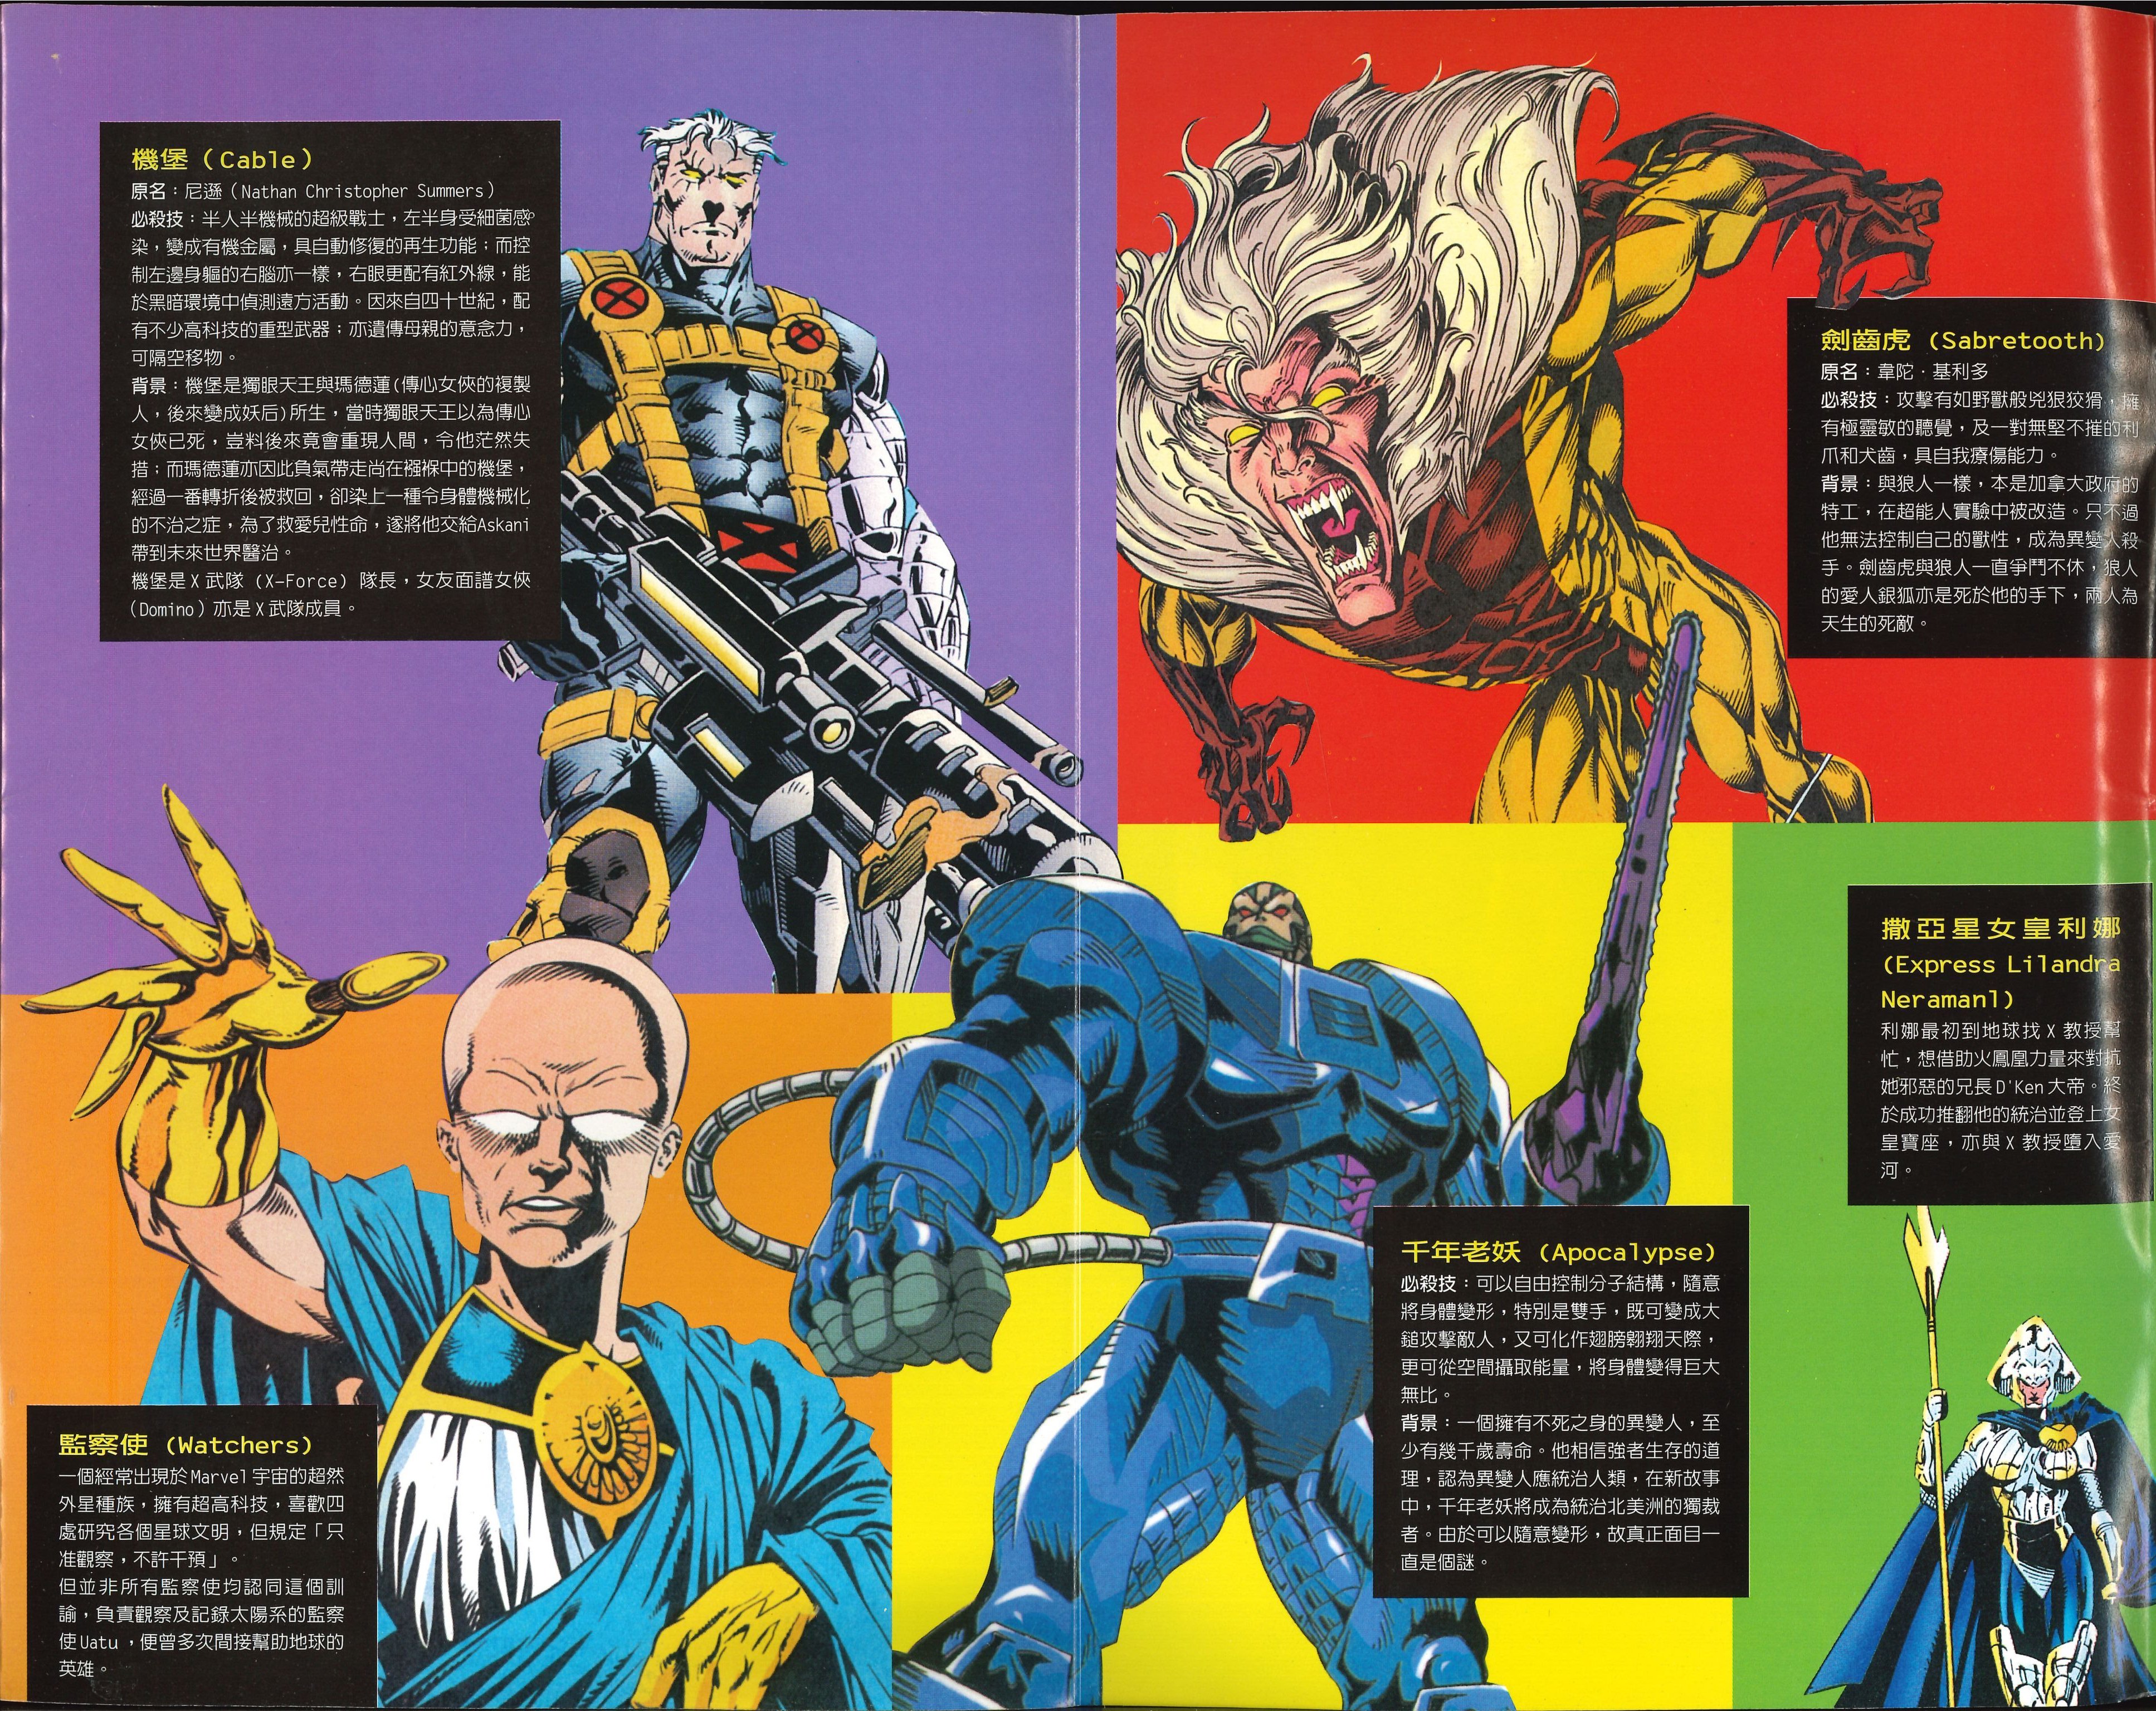 機堡（Cable）
原名：尼遜（Nathan Christopher Summers）
必殺技：半人半機械的超級戰士，左半身受細菌感
染，變成有機金屬，具自動修復的再生功能；而控
制左邊身軀的右腦亦一樣，右眼更配有紅外線，能
於黑暗環境中偵測遠方活動。因來自四十世紀，配
有不少高科技的重型武器；亦遺傳母親的意念力，
可隔空移物。
背景：機堡是獨眼天王與瑪德蓮(傳心女俠的複製
人，後來變成妖后)所生，當時獨眼天王以為傳心
女俠已死，豈料後來竟會重現人間，令他茫然失
措；而瑪德蓮亦因此負氣帶走尚在襁褓中的機堡，
經過一番轉折後被救回，卻染上一種令身體機械化
的不治之症，為了救愛兒性命，遂將他交給Askani
帶到未來世界醫治。
機堡是X武隊（X-Force）隊長，女友面譜女俠
（Domino）亦是X武隊成員。
劍齒虎（Sabretooth）
原名：韋陀．基利多
必殺技：攻擊有如野獸般兇狠狡猾，擁
有極靈敏的聽覺，及一對無堅不摧的利
爪和犬齒，具自我療傷能力。
背景：與狼人一樣，本是加拿大政府的
特工，在超能人實驗中被改造。只不過
他無法控制自己的獸性，成為異變人殺
手。劍齒虎與狼人一直爭鬥不休，狼人
的愛人銀狐亦是死於他的手下，兩人為
天生的死敵。
撒亞星女皇利娜
(Express Lilandra
Neramanl)
利娜最初到地球找X教授幫
忙，想借助火鳳凰力量來對抗
她邪惡的兄長D'Ken大帝。終
於成功推翻他的統治並登上女
皇寶座，亦與X教授墮入愛
河。
千年老妖（Apocalypse）
必殺技：可以自由控制分子結構，隨意
將身體變形，特別是雙手，既可變成大
鎚攻擊敵人，又可化作翅膀翱翔天際，
更可從空間攝取能量，將身體變得巨大
無比。
背景：一個擁有不死之身的異變人，至
少有幾千歲壽命。他相信強者生存的道
理，認為異變人應統治人類，在新故事
中，千年老妖將成為統治北美洲的獨裁
者。由於可以隨意變形，故真正面目一
直是個謎。
監察使（Watchers）
一個經常出現於Marvel宇宙的超然
外星種族，擁有超高科技，喜歡四
處研究各個星球文明，但規定「只
准觀察，不許干預」。
但並非所有監察使均認同這個訓
諭，負責觀察及記錄太陽系的監察
使Uatu，便曾多次間接幫助地球的
英雄。